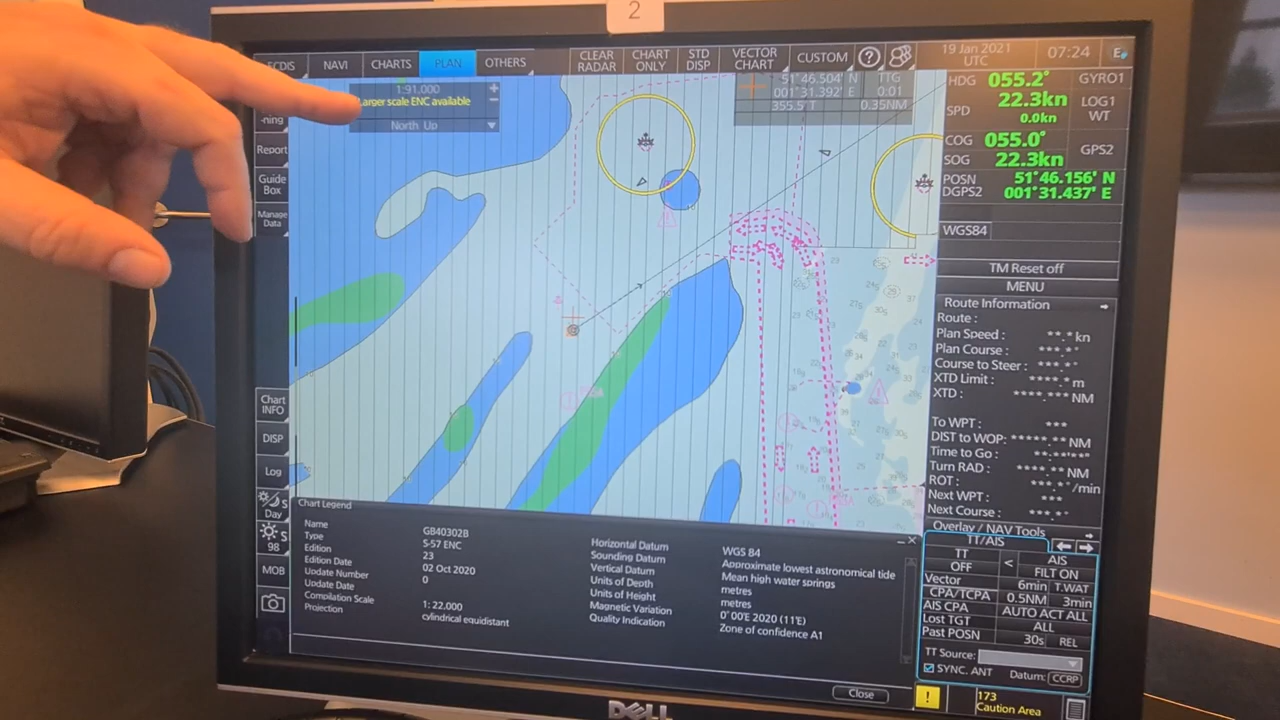 2
ECDIS NAVI CHARTS PLAN OTHERS
CLEAR RADAR
CHART ONLY
STD DISP
VECTOR CHART
CUSTOM
?
19 Jan 2021
UTC
07:24
1:91,000
Larger scale ENC available
North Up
51°46.504' N
001°31.392' E
355.5°T
TTG
0:01
0.35NM
HDG 055.2° GYRO1
SPD 22.3kn LOG1
0.0kn WT
COG 055.0°
SOG 22.3kn GPS2
POSN 51°46.156' N
DGPS2 001°31.437' E
WGS84
TM Reset off
MENU
Route Information
Route :
Plan Speed : **.* kn
Plan Course : ***.*°
Course to Steer : ***.*°
XTD Limit : ****.* m
XTD : ****.*** NM
To WPT : ***
DIST to WOP: *****.** NM
Time to Go : **.**'**"
Turn RAD : ****.** NM
ROT : ***.*°/min
Next WPT : ***
Next Course : ***.*°
Overlay / NAV Tools
TT/AIS
TT OFF < AIS FILT ON
Vector 6min T.WAT
CPA/TCPA 0.5NM 3min
AIS CPA AUTO ACT ALL
Lost TGT ALL
Past POSN 30s REL
TT Source:
SYNC. ANT Datum: CCRP
-ning
Report
Guide Box
Manage Data
Chart INFO
DISP
Log
S
Day
S
98
MOB
Chart Legend
Name GB40302B
Type S-57 ENC
Edition 23
Edition Date 02 Oct 2020
Update Number 0
Update Date
Compilation Scale 1: 22,000
Projection cylindrical equidistant
Horizontal Datum WGS 84
Sounding Datum Approximate lowest astronomical tide
Vertical Datum Mean high water springs
Units of Depth metres
Units of Height metres
Magnetic Variation 0°00'E 2020 (11'E)
Quality Indication Zone of confidence A1
Close
!
173
Caution Area
DELL